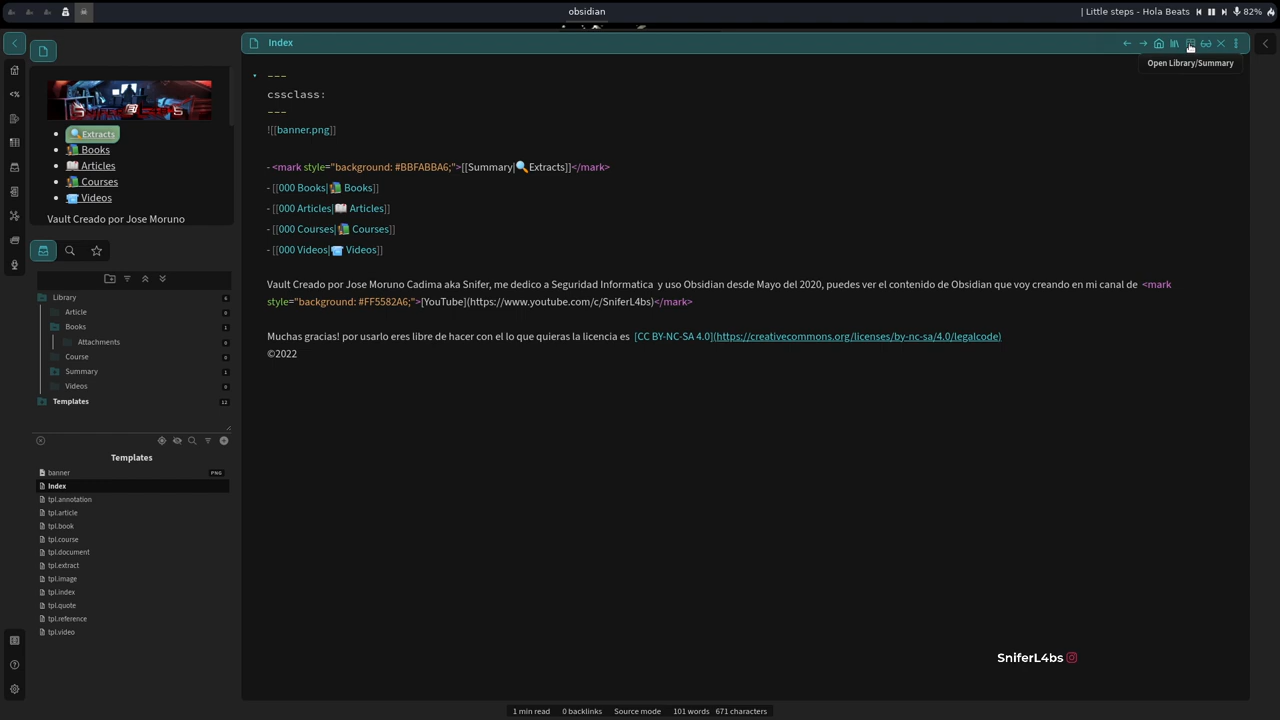 obsidian
| Little steps - Hola Beats
82%
Index
Open Library/Summary
Extracts
Books
Articles
Courses
Videos
Vault Creado por Jose Moruno
Library 6
Article 0
Books 1
Attachments 0
Course 0
Summary 1
Videos 0
Templates 13
Templates
banner PNG
Index
tpl.annotation
tpl.article
tpl.book
tpl.course
tpl.document
tpl.extract
tpl.image
tpl.index
tpl.quote
tpl.reference
tpl.video
---
cssclass:
---
![[banner.png]]
- <mark style="background: #BBFABBA6;">[[Summary|🔍Extracts]]</mark>
- [[000 Books|📚 Books]]
- [[000 Articles|📖 Articles]]
- [[000 Courses|📚 Courses]]
- [[000 Videos|📽 Videos]]
Vault Creado por Jose Moruno Cadima aka Snifer, me dedico a Seguridad Informatica y uso Obsidian desde Mayo del 2020, puedes ver el contenido de Obsidian que voy creando en mi canal de <mark
style="background: #FF5582A6;">[YouTube](https://www.youtube.com/c/SniferL4bs)</mark>
Muchas gracias! por usarlo eres libre de hacer con el lo que quieras la licencia es [CC BY-NC-SA 4.0](https://creativecommons.org/licenses/by-nc-sa/4.0/legalcode)
©2022
SniferL4bs
1 min read 0 backlinks Source mode 101 words 671 characters